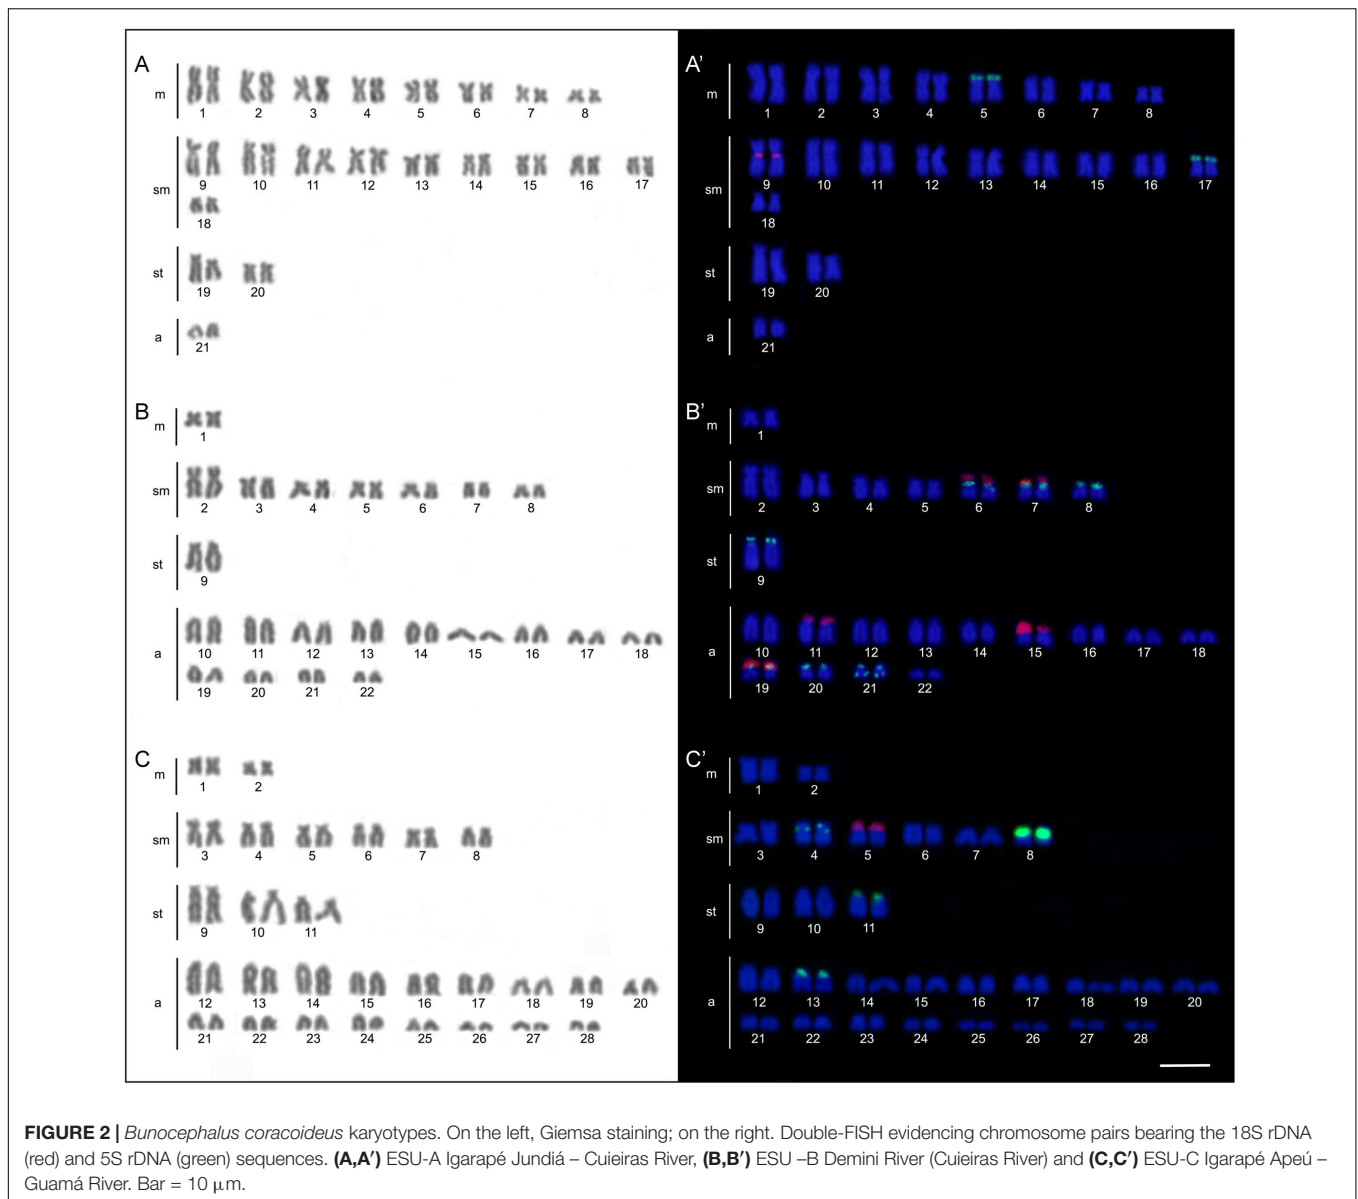 A
m
1 2 3 4 5 6 7 8
sm
9 10 11 12 13 14 15 16 17
18
st
19 20
a
21
A’
m
1 2 3 4 5 6 7 8
sm
9 10 11 12 13 14 15 16 17
18
st
19 20
a
21
B
m
1
sm
2 3 4 5 6 7 8
st
9
a
10 11 12 13 14 15 16 17 18
19 20 21 22
B’
m
1
sm
2 3 4 5 6 7 8
st
9
a
10 11 12 13 14 15 16 17 18
19 20 21 22
C
m
1 2
sm
3 4 5 6 7 8
st
9 10 11
a
12 13 14 15 16 17 18 19 20
21 22 23 24 25 26 27 28
C’
m
1 2
sm
3 4 5 6 7 8
st
9 10 11
a
12 13 14 15 16 17 18 19 20
21 22 23 24 25 26 27 28
FIGURE 2 | Bunocephalus coracoideus karyotypes. On the left, Giemsa staining; on the right. Double-FISH evidencing chromosome pairs bearing the 18S rDNA
(red) and 5S rDNA (green) sequences. (A,A′) ESU-A Igarapé Jundiá – Cuieiras River, (B,B′) ESU –B Demini River (Cuieiras River) and (C,C′) ESU-C Igarapé Apeú –
Guamá River. Bar = 10 μm.